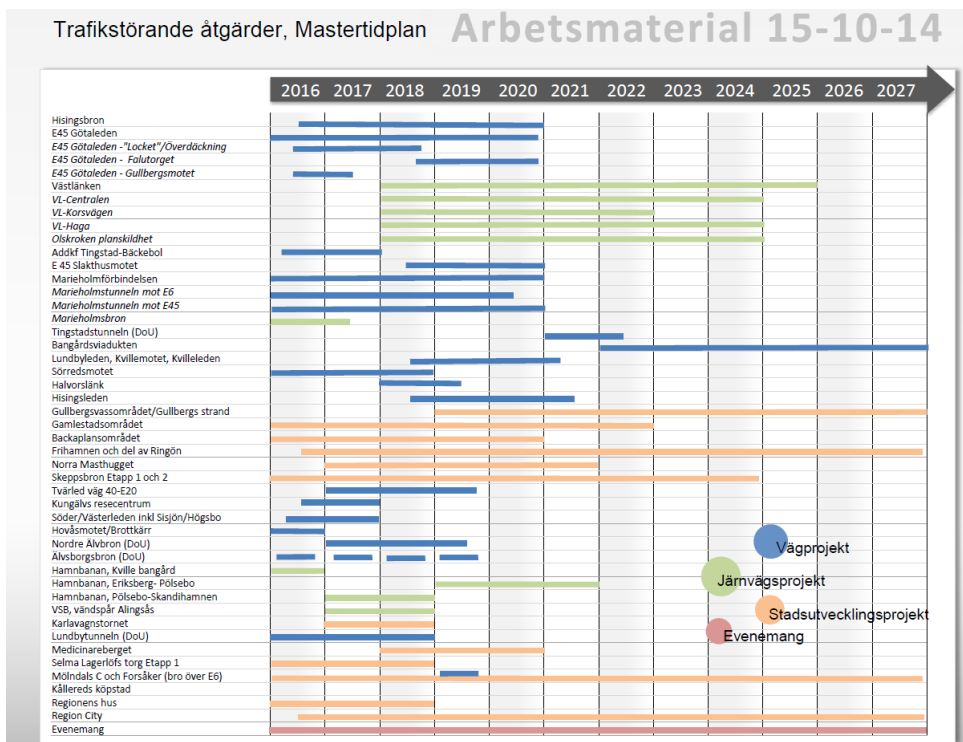 Trafikstörande åtgärder, Mastertidplan Arbetsmaterial 15-10-14
2016 2017 2018 2019 2020 2021 2022 2023 2024 2025 2026 2027
Hisingsbron
E45 Götaleden
E45 Götaleden -"Locket"/Överdäckning
E45 Götaleden - Falutorget
E45 Götaleden - Gullbergsmotet
Västlänken
VL-Centralen
VL-Korsvägen
VL-Haga
Olskroken planskildhet
Addkf Tingstad-Bäckebol
E 45 Slakthusmotet
Marieholmförbindelsen
Marieholmstunneln mot E6
Marieholmstunneln mot E45
Marieholmsbron
Tingstadstunneln (DoU)
Bangårdsviadukten
Lundbyleden, Kvillemotet, Kvilleleden
Sörredsmotet
Halvorslänk
Hisingsleden
Gullbergsvassområdet/Gullbergs strand
Gamlestadsområdet
Backaplansområdet
Frihamnen och del av Ringön
Norra Masthugget
Skeppsbron Etapp 1 och 2
Tvärled väg 40-E20
Kungälvs resecentrum
Söder/Västerleden inkl Sisjön/Högsbo
Hovåsmotet/Brottkärr
Nordre Älvbron (DoU)
Älvsborgsbron (DoU)
Hamnbanan, Kville bangård
Hamnbanan, Eriksberg- Pölsebo
Hamnbanan, Pölsebo-Skandihamnen
VSB, vändspår Alingsås
Karlavagnstornet
Lundbytunneln (DoU)
Medicinareberget
Selma Lagerlöfs torg Etapp 1
Mölndals C och Forsåker (bro över E6)
Kållereds köpstad
Regionens hus
Region City
Evenemang
Vägprojekt
Järnvägsprojekt
Stadsutvecklingsprojekt
Evenemang